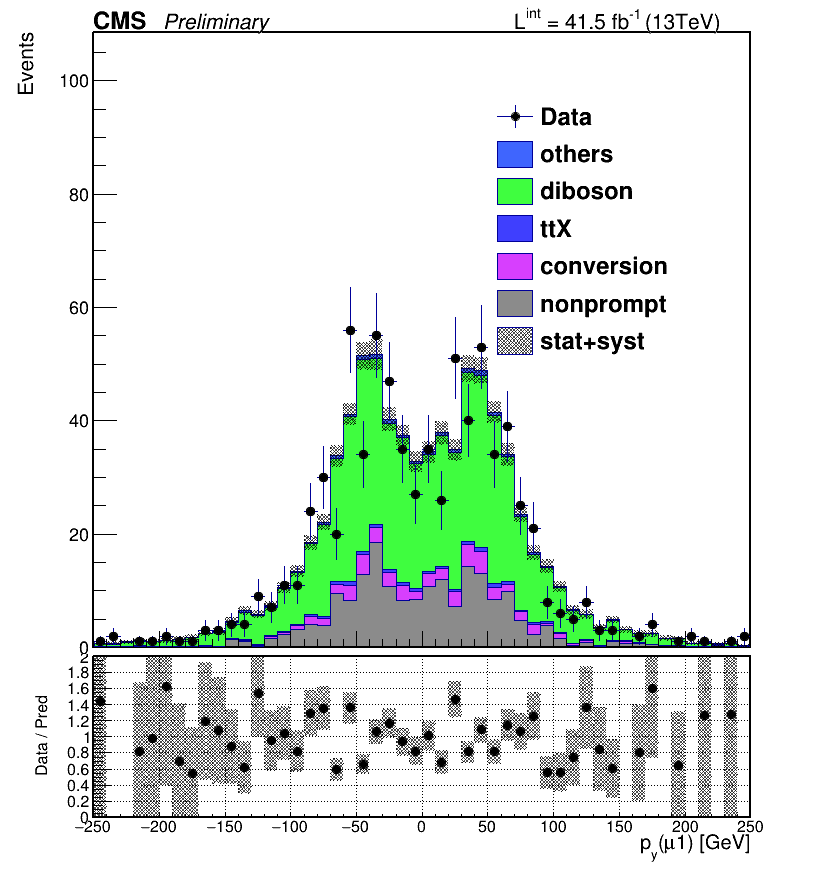 CMS Preliminary L^int = 41.5 fb^-1 (13TeV)
Events
100
80
60
40
20
0
Data
others
diboson
ttX
conversion
nonprompt
stat+syst
Data / Pred
2
1.8
1.6
1.4
1.2
1
0.8
0.6
0.4
0.2
0
−250 −200 −150 −100 −50 0 50 100 150 200 250
p_y(μ1) [GeV]